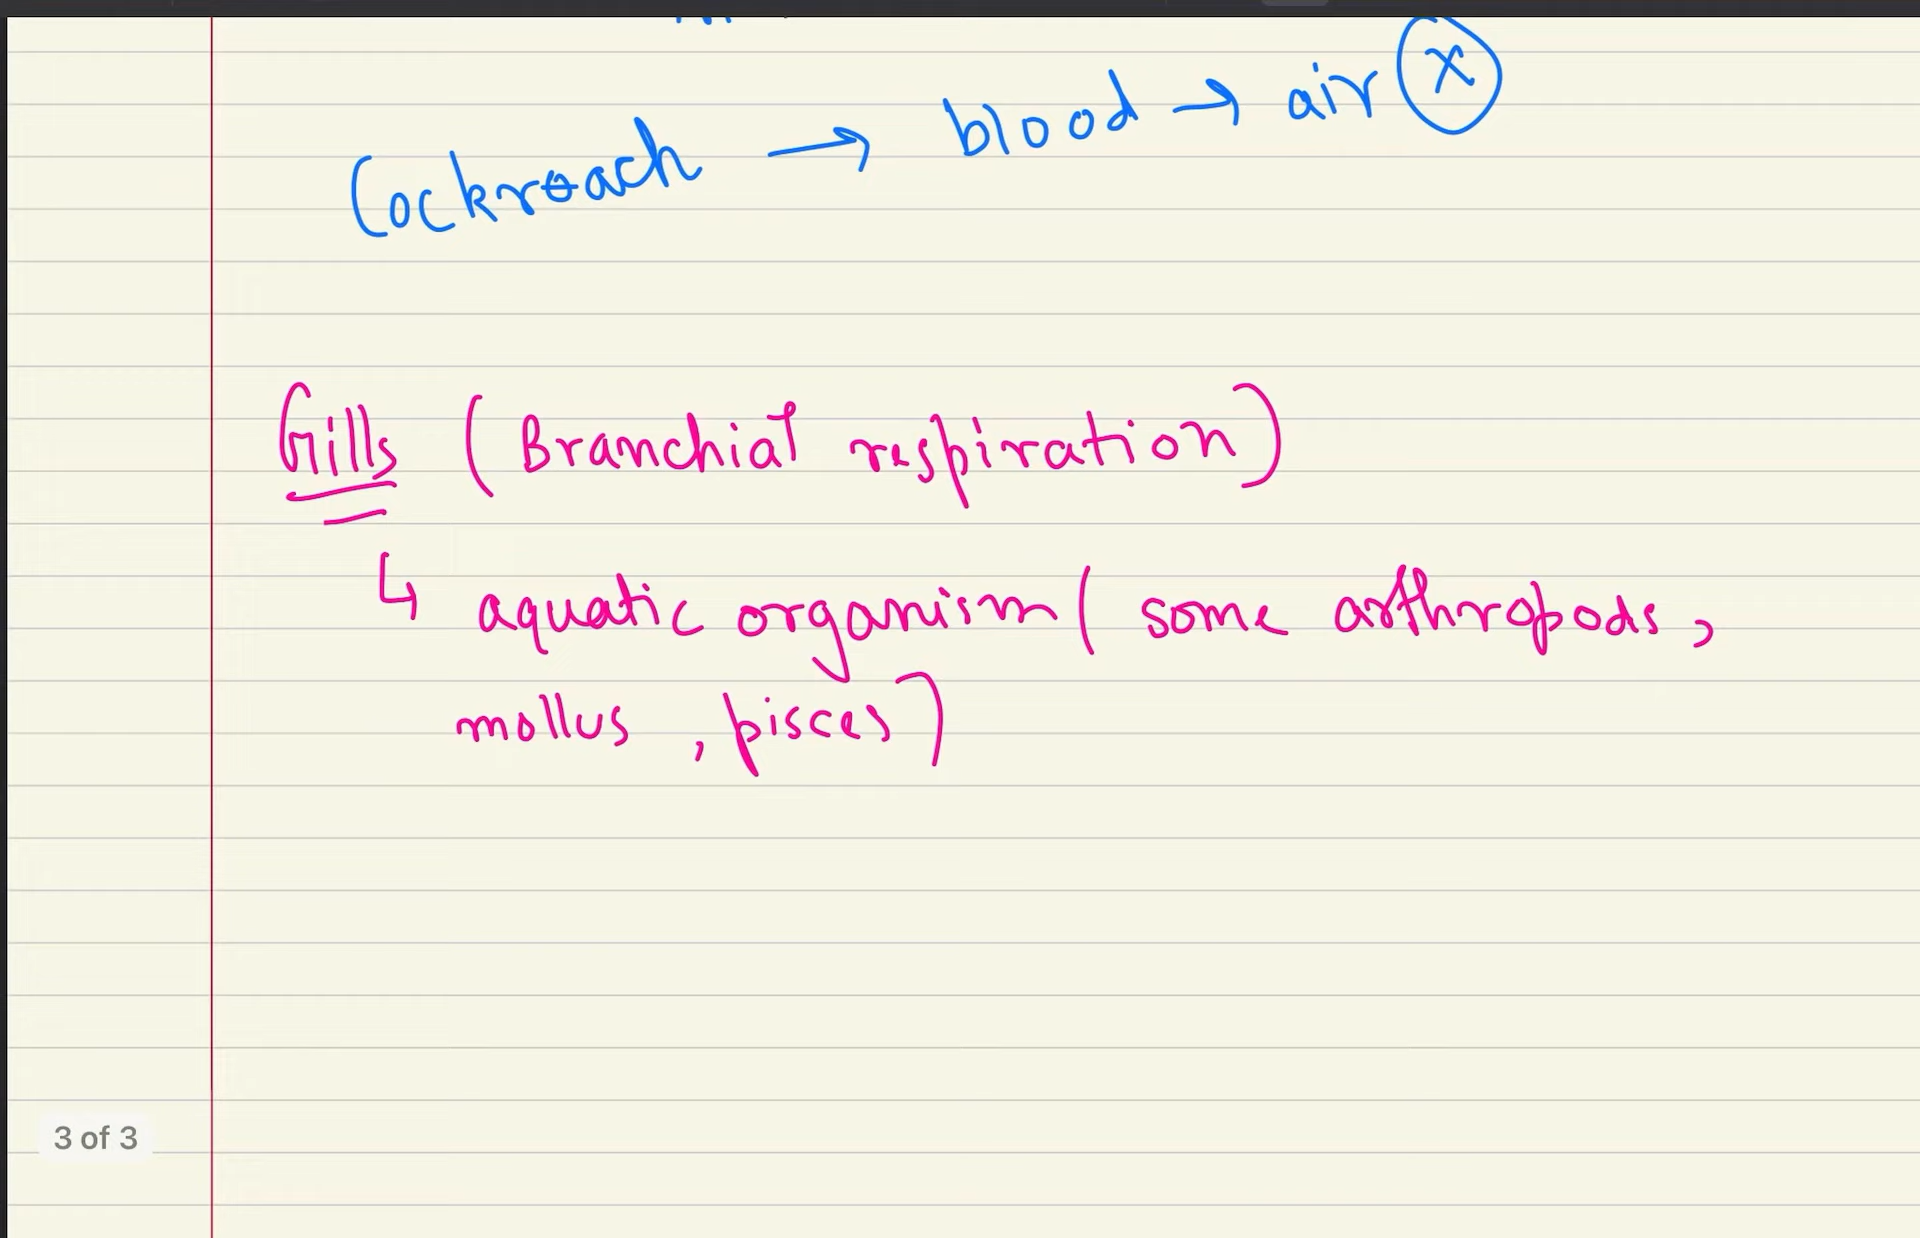 Cockroach → blood → air (X)
Gills (Branchial respiration)
↳ aquatic organism ( some arthropods,
mollus , pisces)
3 of 3